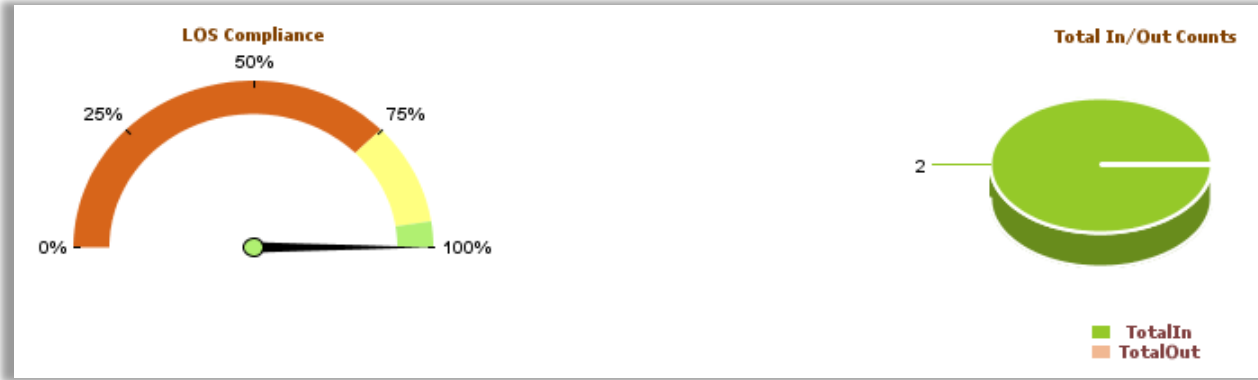 LOS Compliance
50%
25%
75%
0%
100%
Total In/Out Counts
2
TotalIn
TotalOut